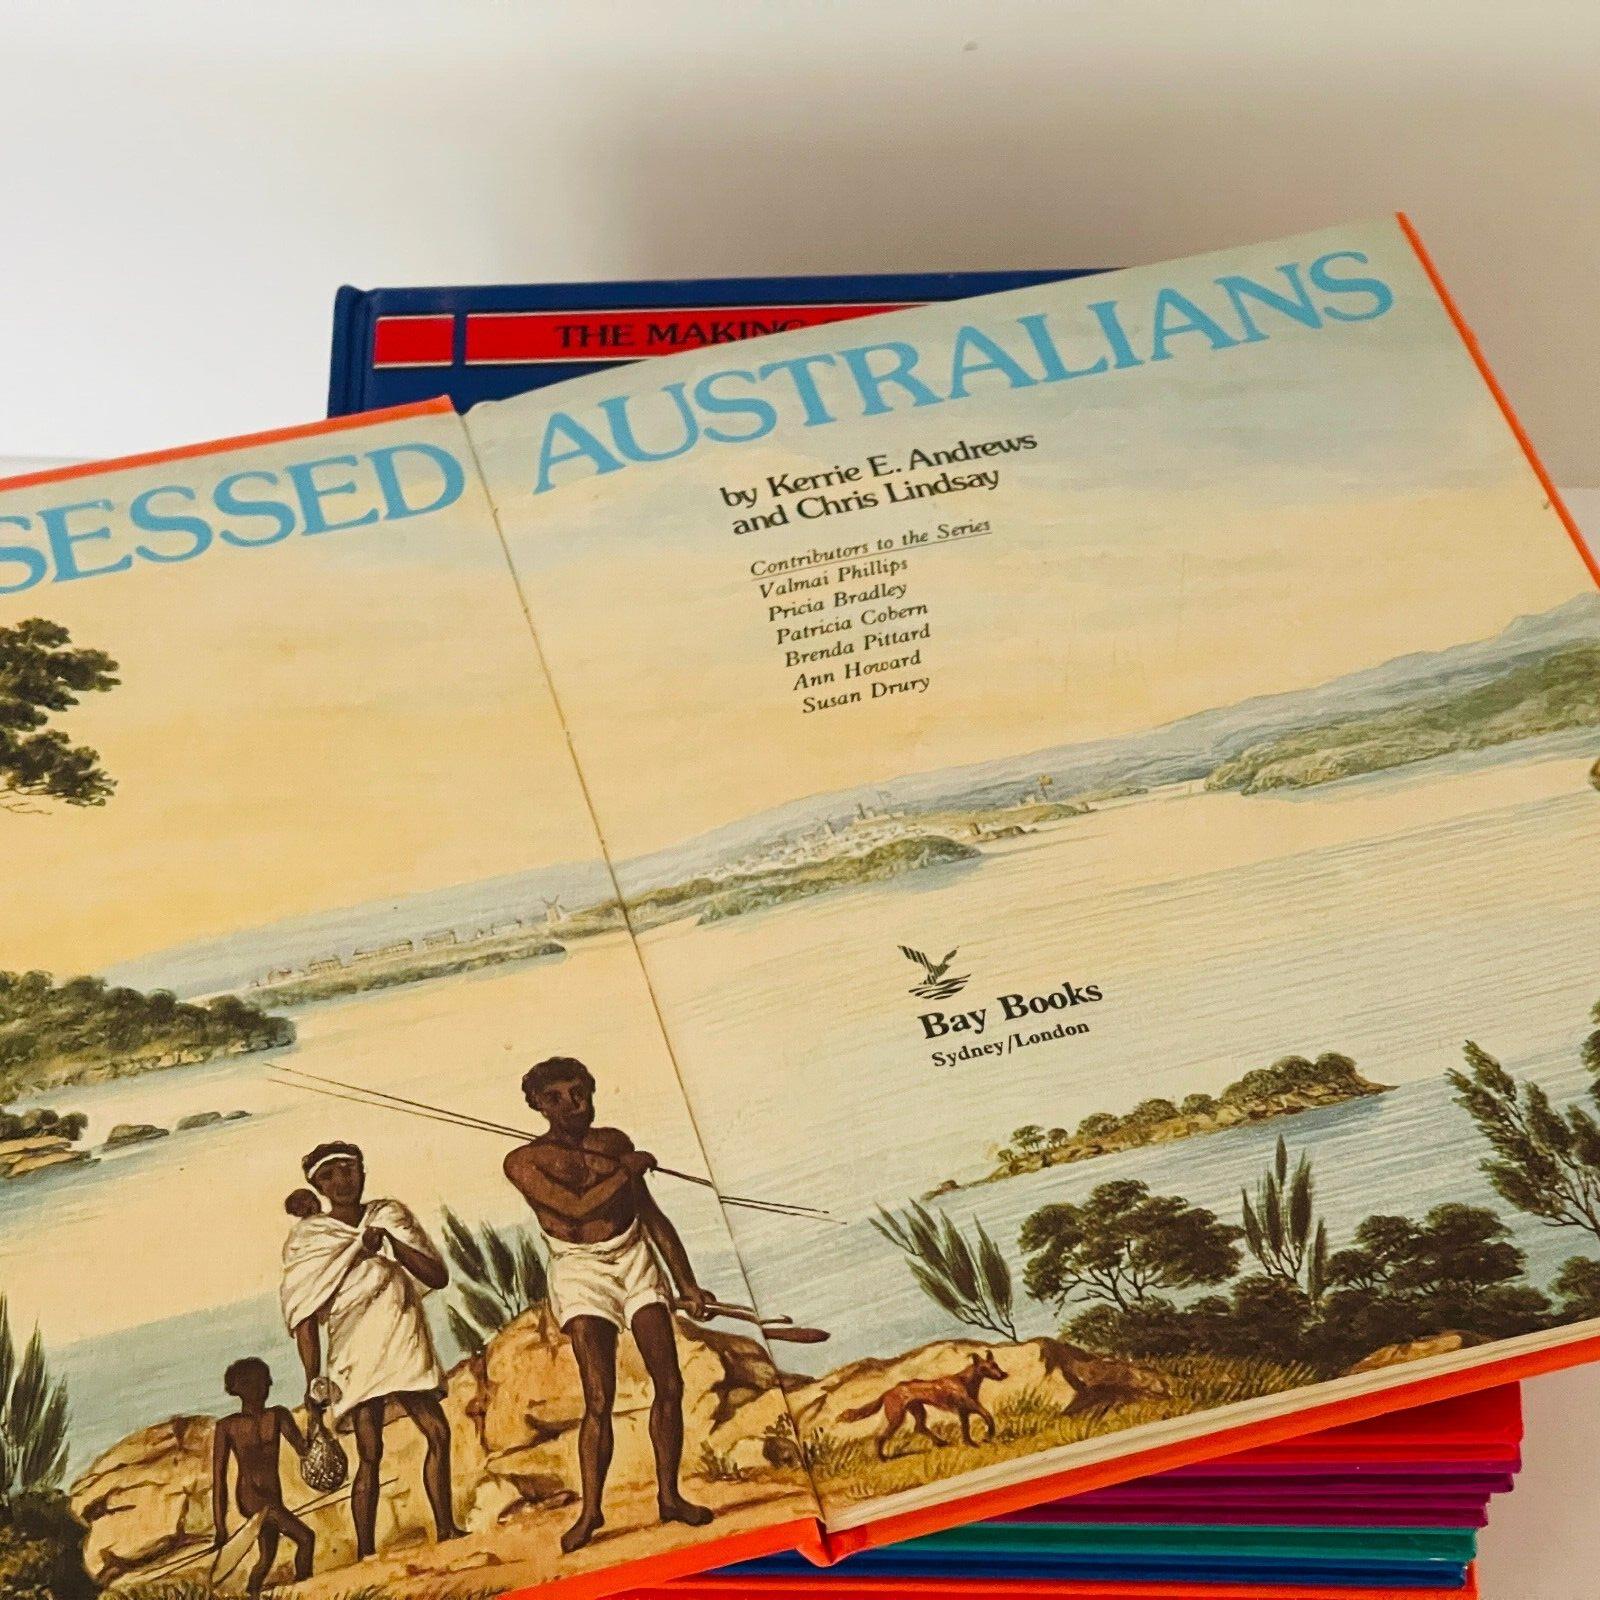 THE MAKING
SESSED AUSTRALIANS
by Kerrie E. Andrews
and Chris Lindsay
Contributors to the Series
Valmai Phillips
Pricia Bradley
Patricia Cobern
Brenda Pittard
Ann Howard
Susan Drury
Bay Books
Sydney/London